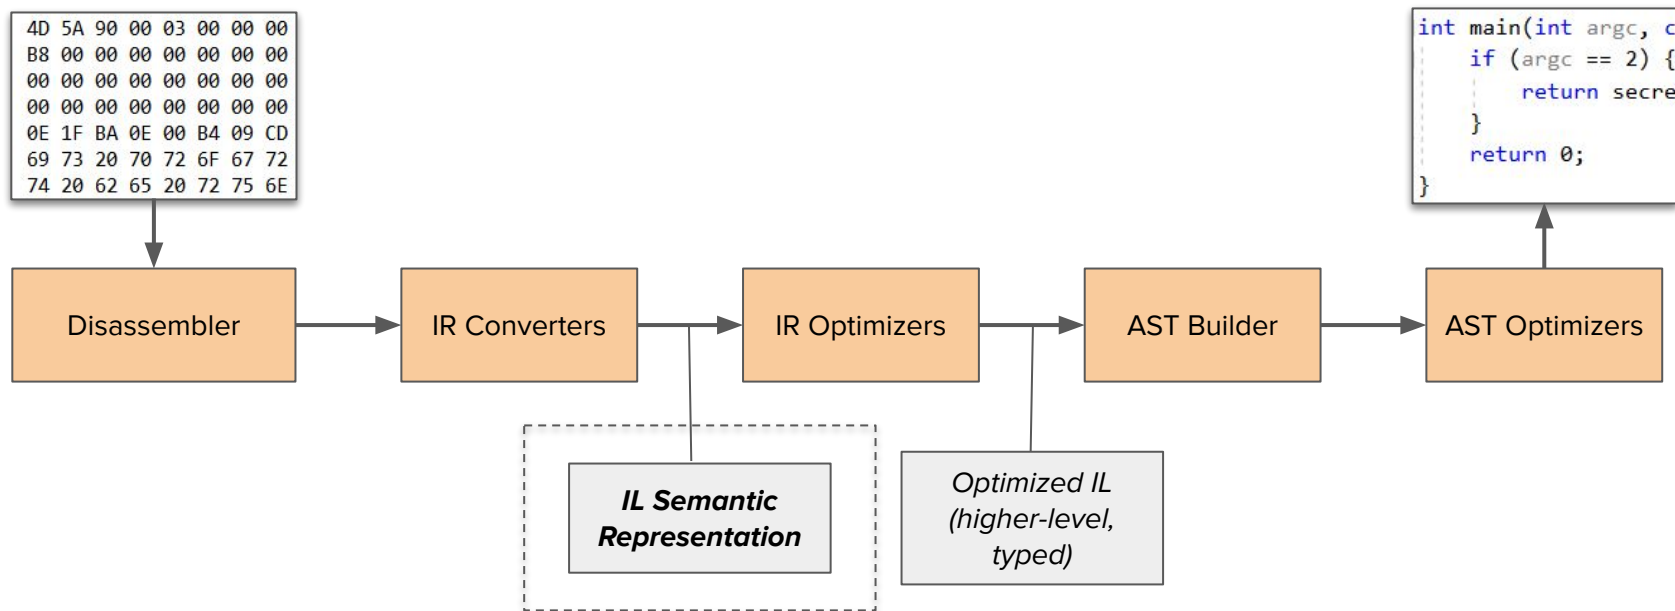 4D 5A 90 00 03 00 00 00
B8 00 00 00 00 00 00 00
00 00 00 00 00 00 00 00
00 00 00 00 00 00 00 00
0E 1F BA 0E 00 B4 09 CD
69 73 20 70 72 6F 67 72
74 20 62 65 20 72 75 6E
int main(int argc, c
if (argc == 2) {
return secre
}
return 0;
}
Disassembler
IR Converters
IR Optimizers
AST Builder
AST Optimizers
IL Semantic
Representation
Optimized IL
(higher-level,
typed)